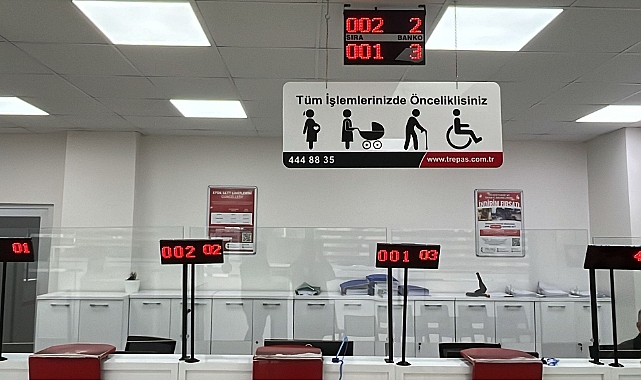 002 2
SIRA BANKO
001 3
Tüm İşlemlerinizde Önceliklisiniz
444 88 35 www.trepas.com.tr
01
002 02
001 03
4